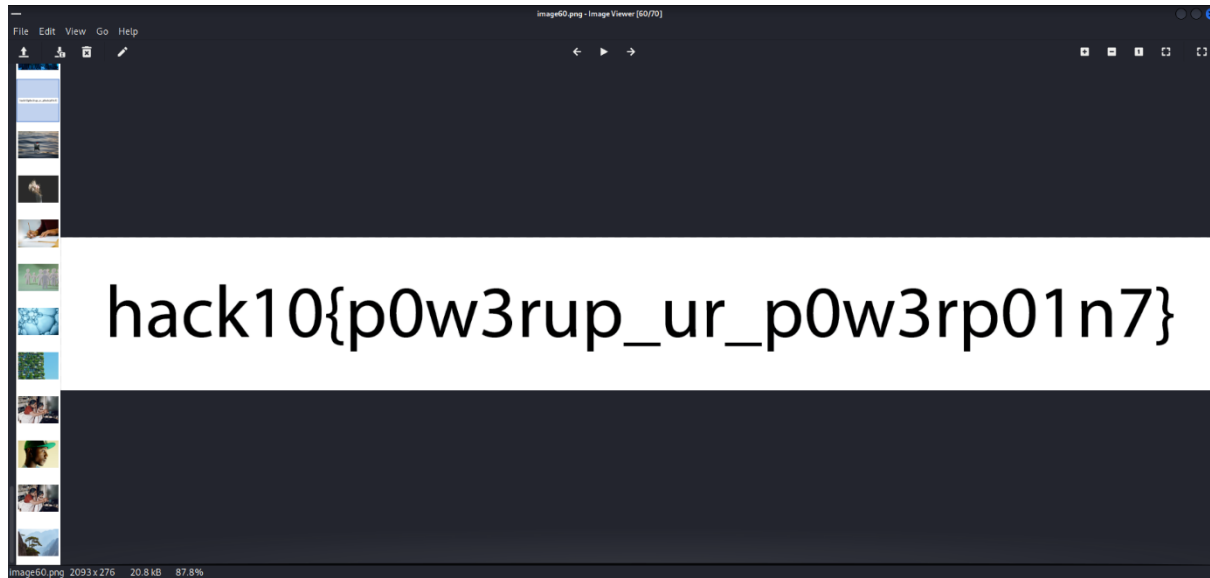 image60.png - Image Viewer [60/70]
File Edit View Go Help
hack10{p0w3rup_ur_p0w3rp01n7}
image60.png 2093 x 276 20.8 kB 87.8%